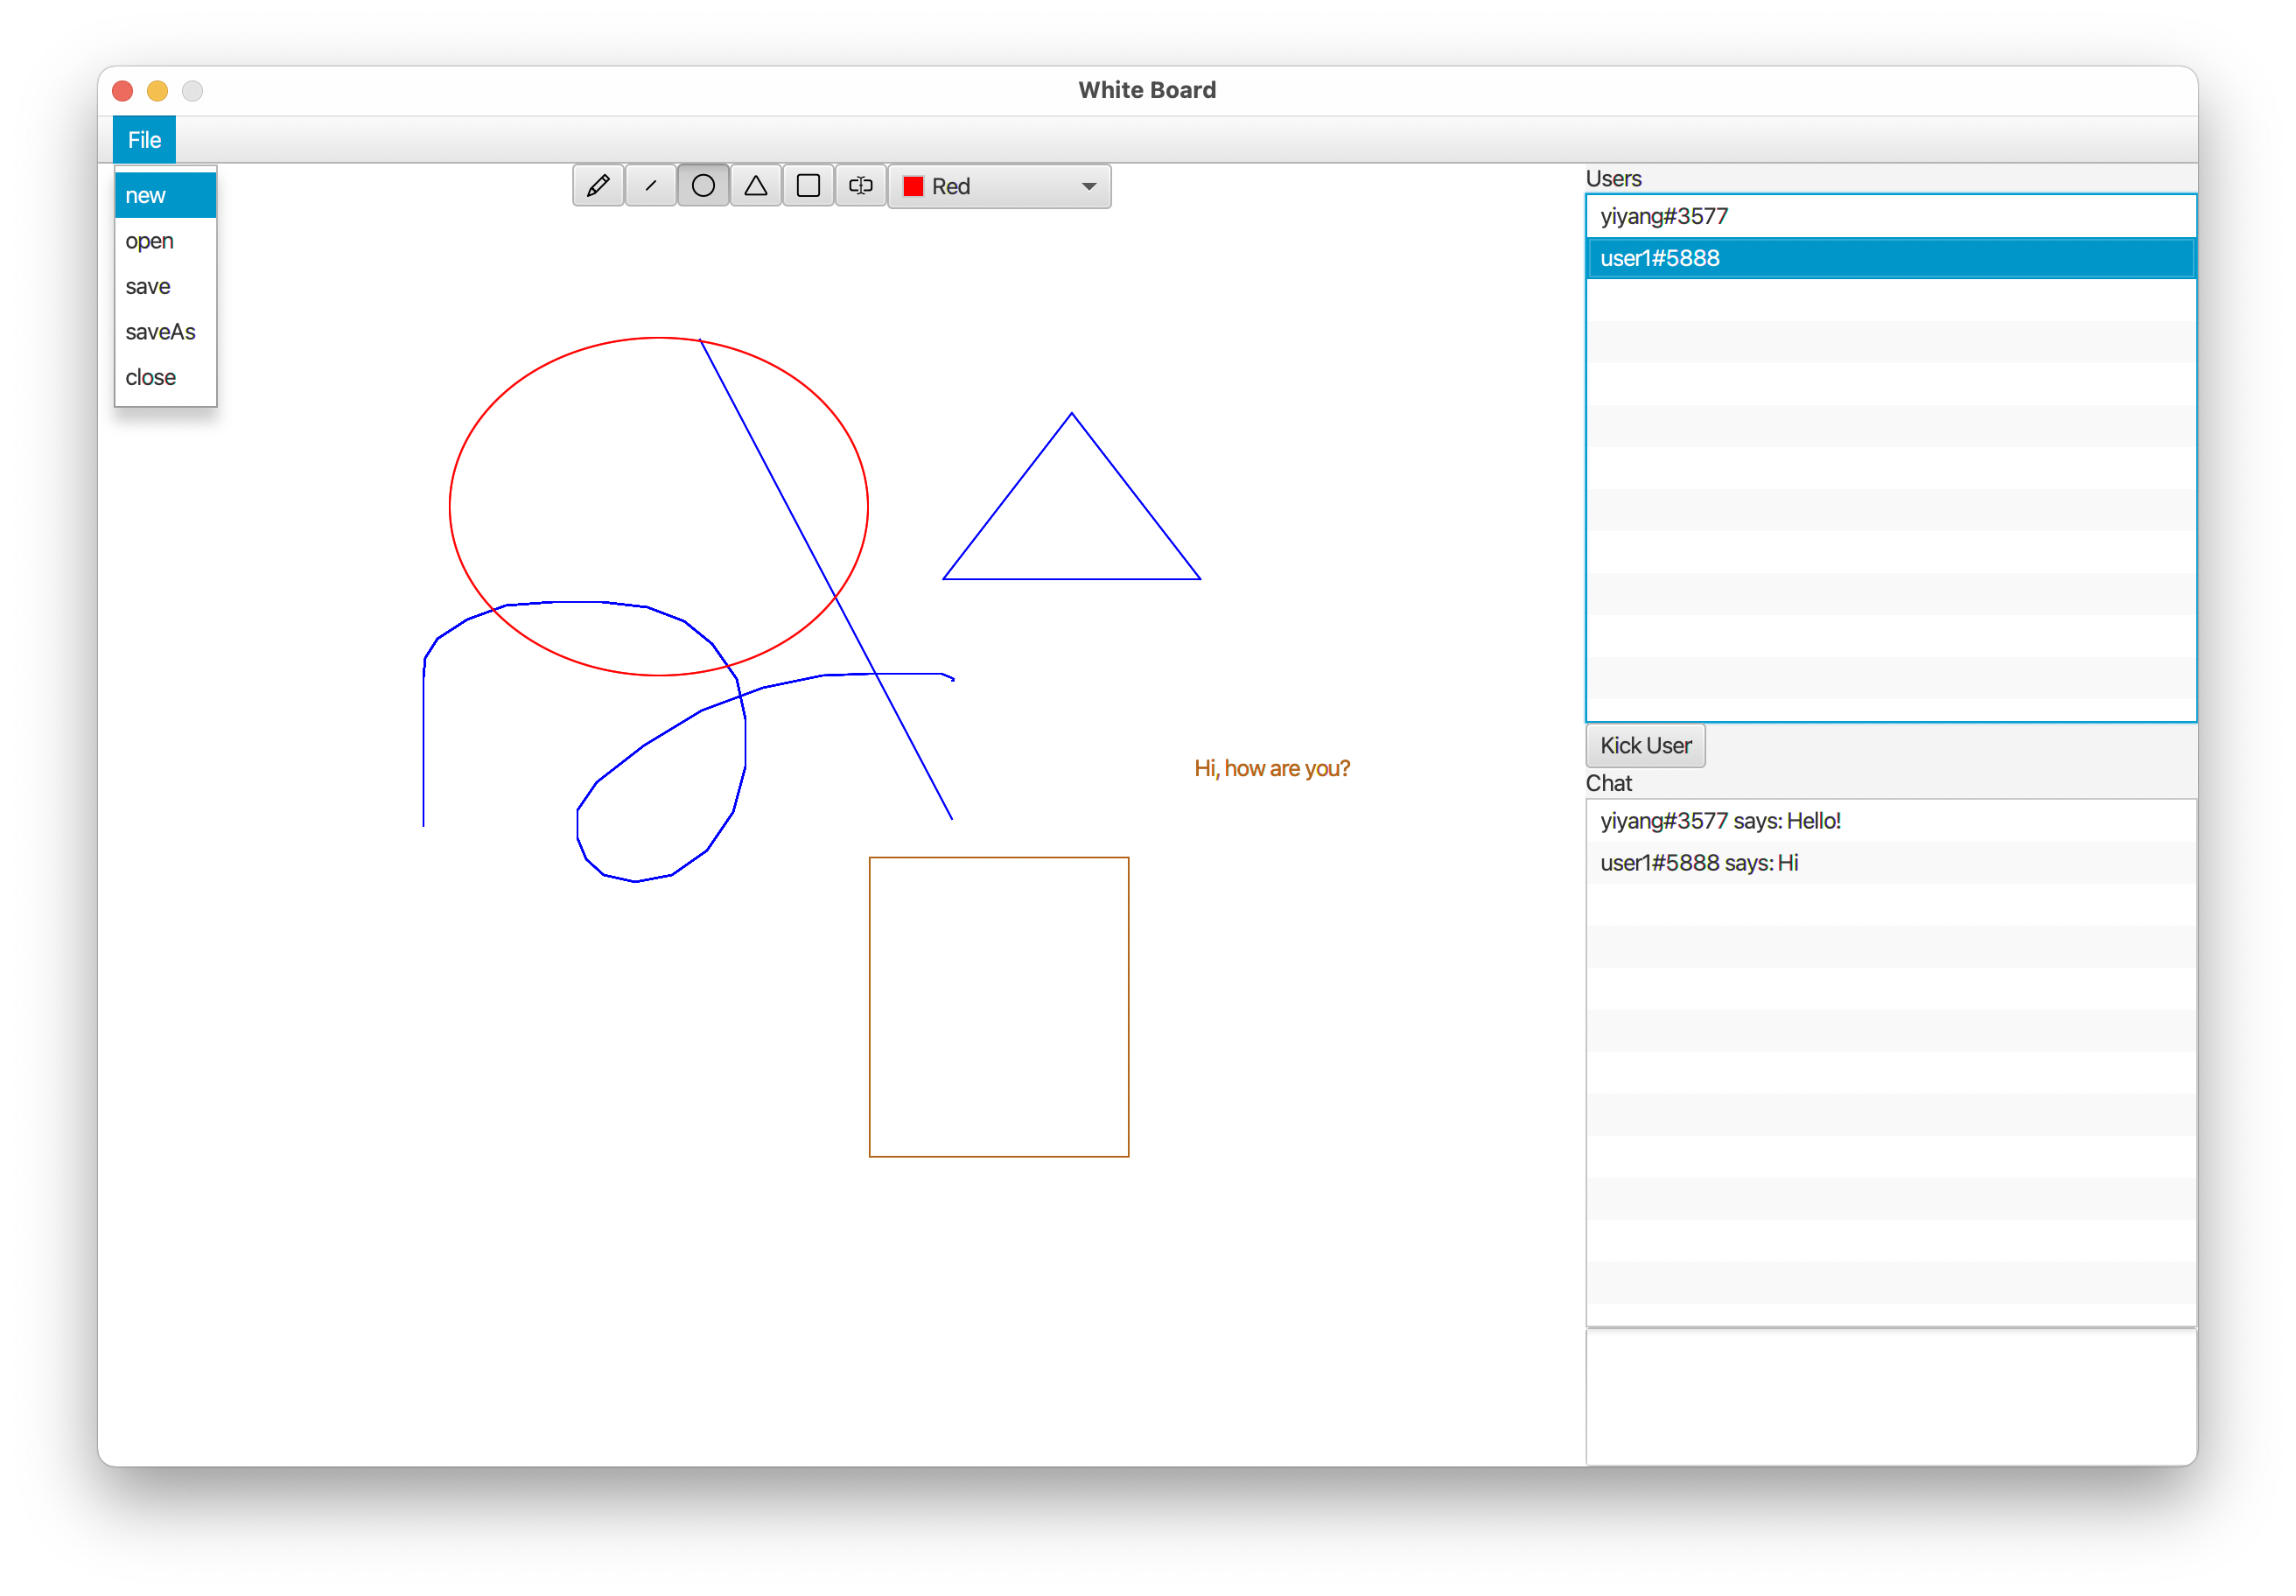 White Board
File
new
open
save
saveAs
close
Red
Users
yiyang#3577
user1#5888
Kick User
Chat
yiyang#3577 says: Hello!
user1#5888 says: Hi
Hi, how are you?